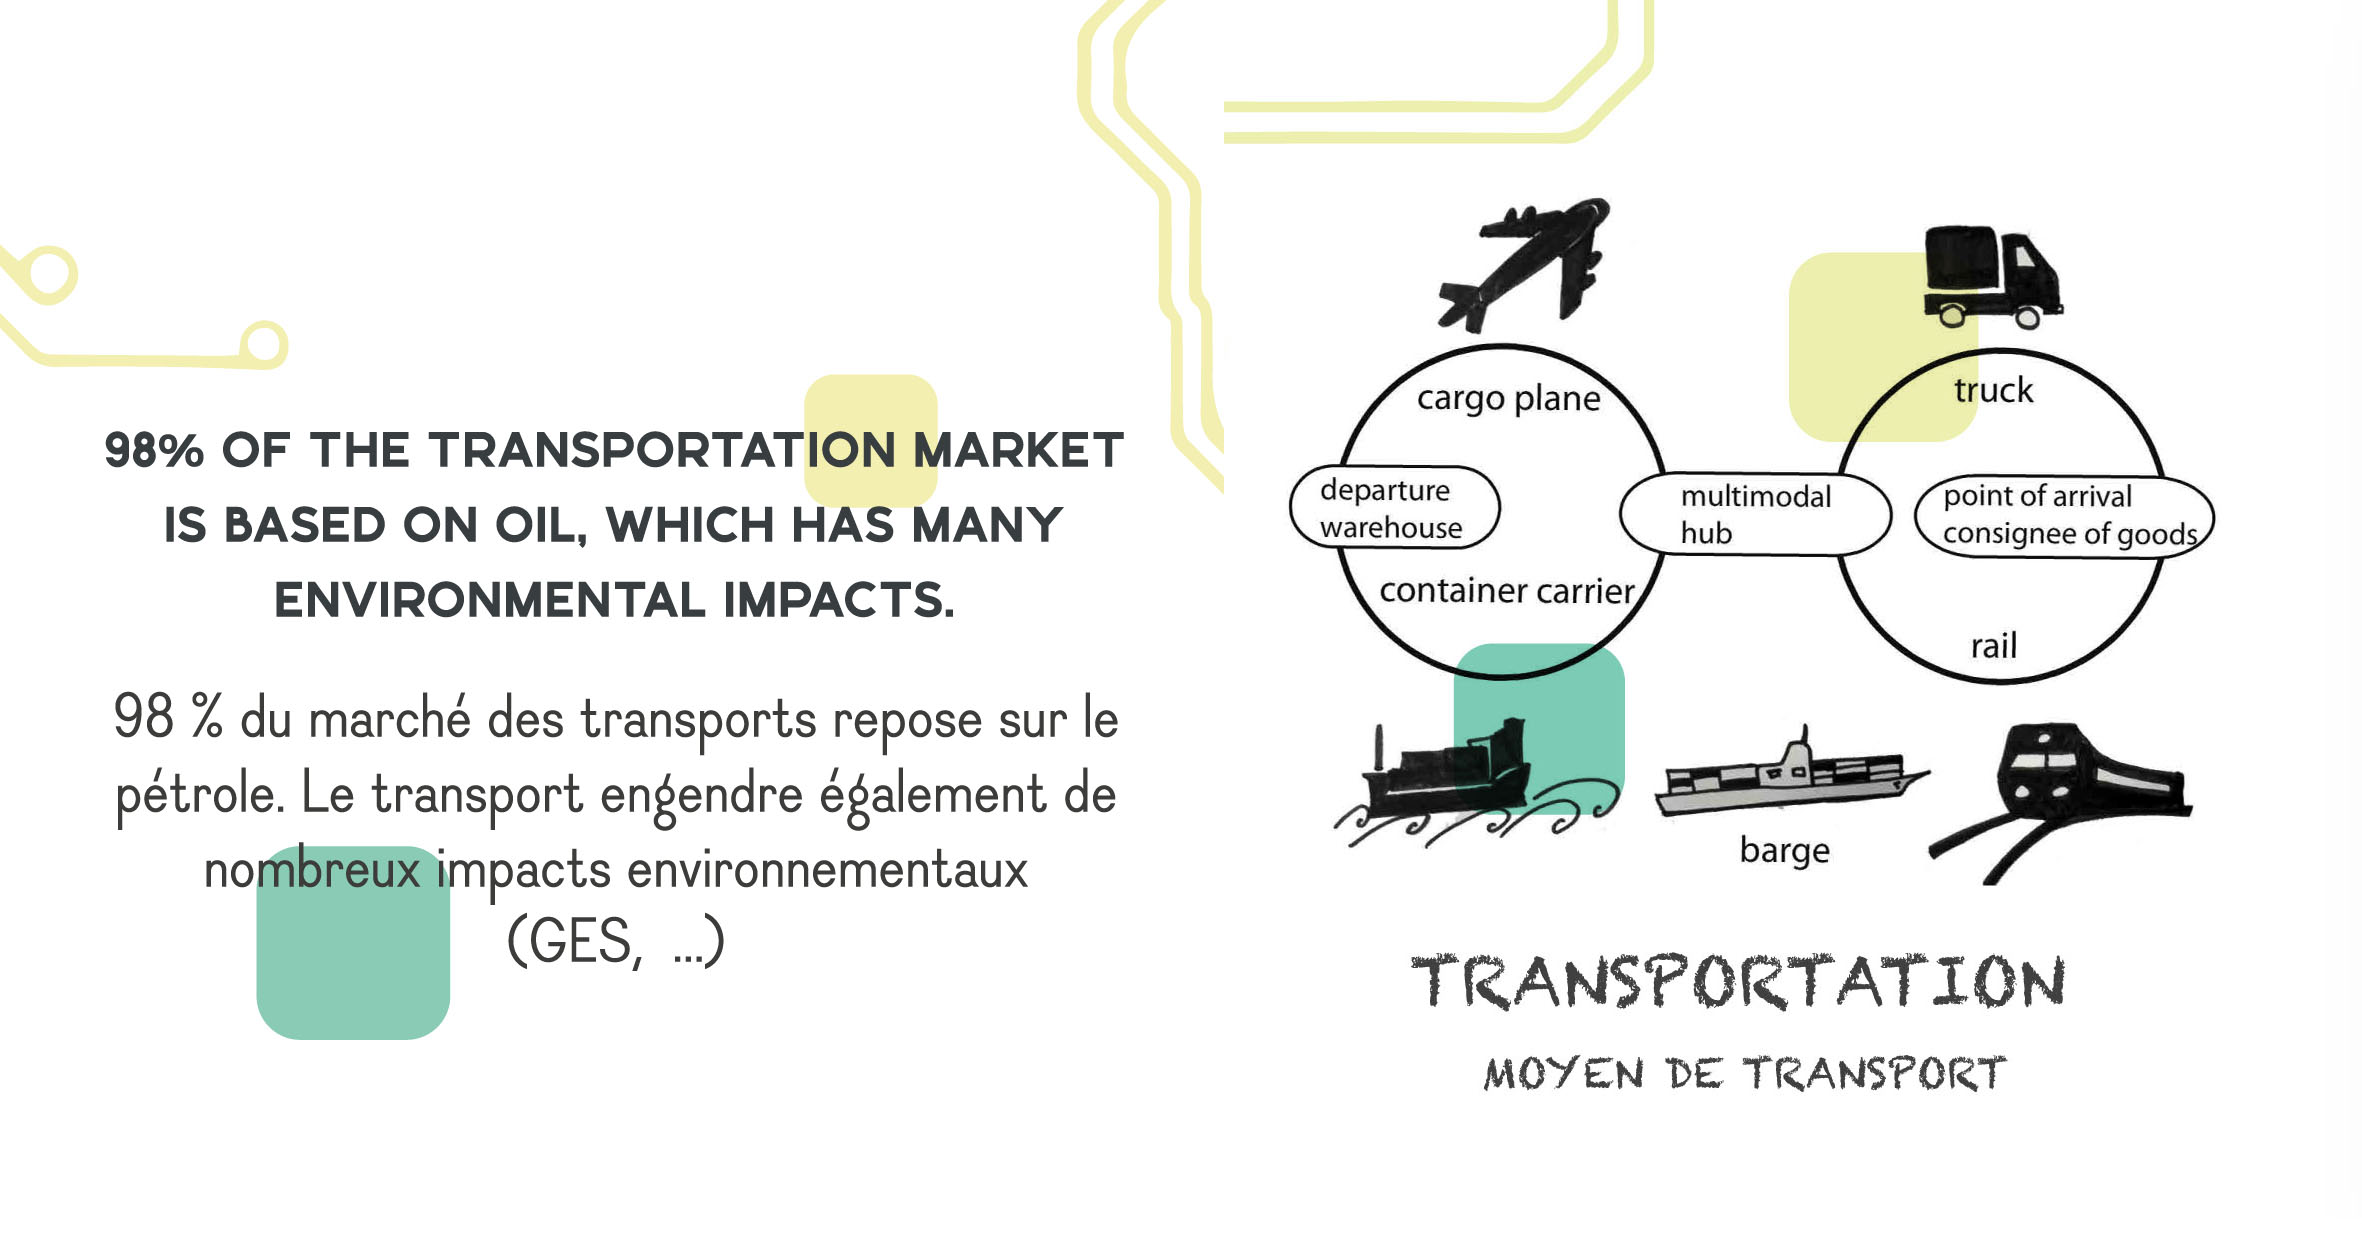 98% OF THE TRANSPORTATION MARKET
IS BASED ON OIL, WHICH HAS MANY
ENVIRONMENTAL IMPACTS.
98 % du marché des transports repose sur le
pétrole. Le transport engendre également de
nombreux impacts environnementaux
(GES, ...)
cargo plane
truck
departure
warehouse
multimodal
hub
point of arrival
consignee of goods
container carrier
rail
barge
TRANSPORTATION
MOYEN DE TRANSPORT